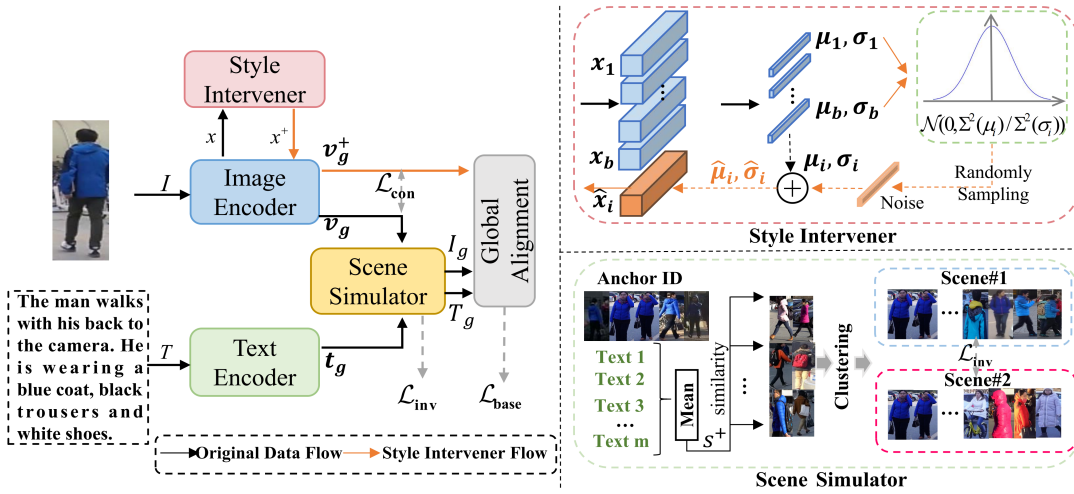 Style
Intervener
x
x⁺
v_g^+
I
Image
Encoder
𝓛_con
v_g
Global
Alignment
I_g
Scene
Simulator
T_g
The man walks
with his back to
the camera. He
is wearing a
blue coat, black
trousers and
white shoes.
T
Text
Encoder
t_g
𝓛_inv
𝓛_base
Original Data Flow
Style Intervener Flow
x_1
μ_1, σ_1
⋮
μ_b, σ_b
𝒩(0,Σ²(μ_i)/Σ²(σ_i))
x_b
μ_i, σ_i
μ̂_i, σ̂_i
x̂_i
Noise
Randomly
Sampling
Style Intervener
Anchor ID
Text 1
Text 2
Text 3
...
Text m
Mean
S⁺
similarity
...
Clustering
Scene#1
...
𝓛_inv
Scene#2
...
Scene Simulator